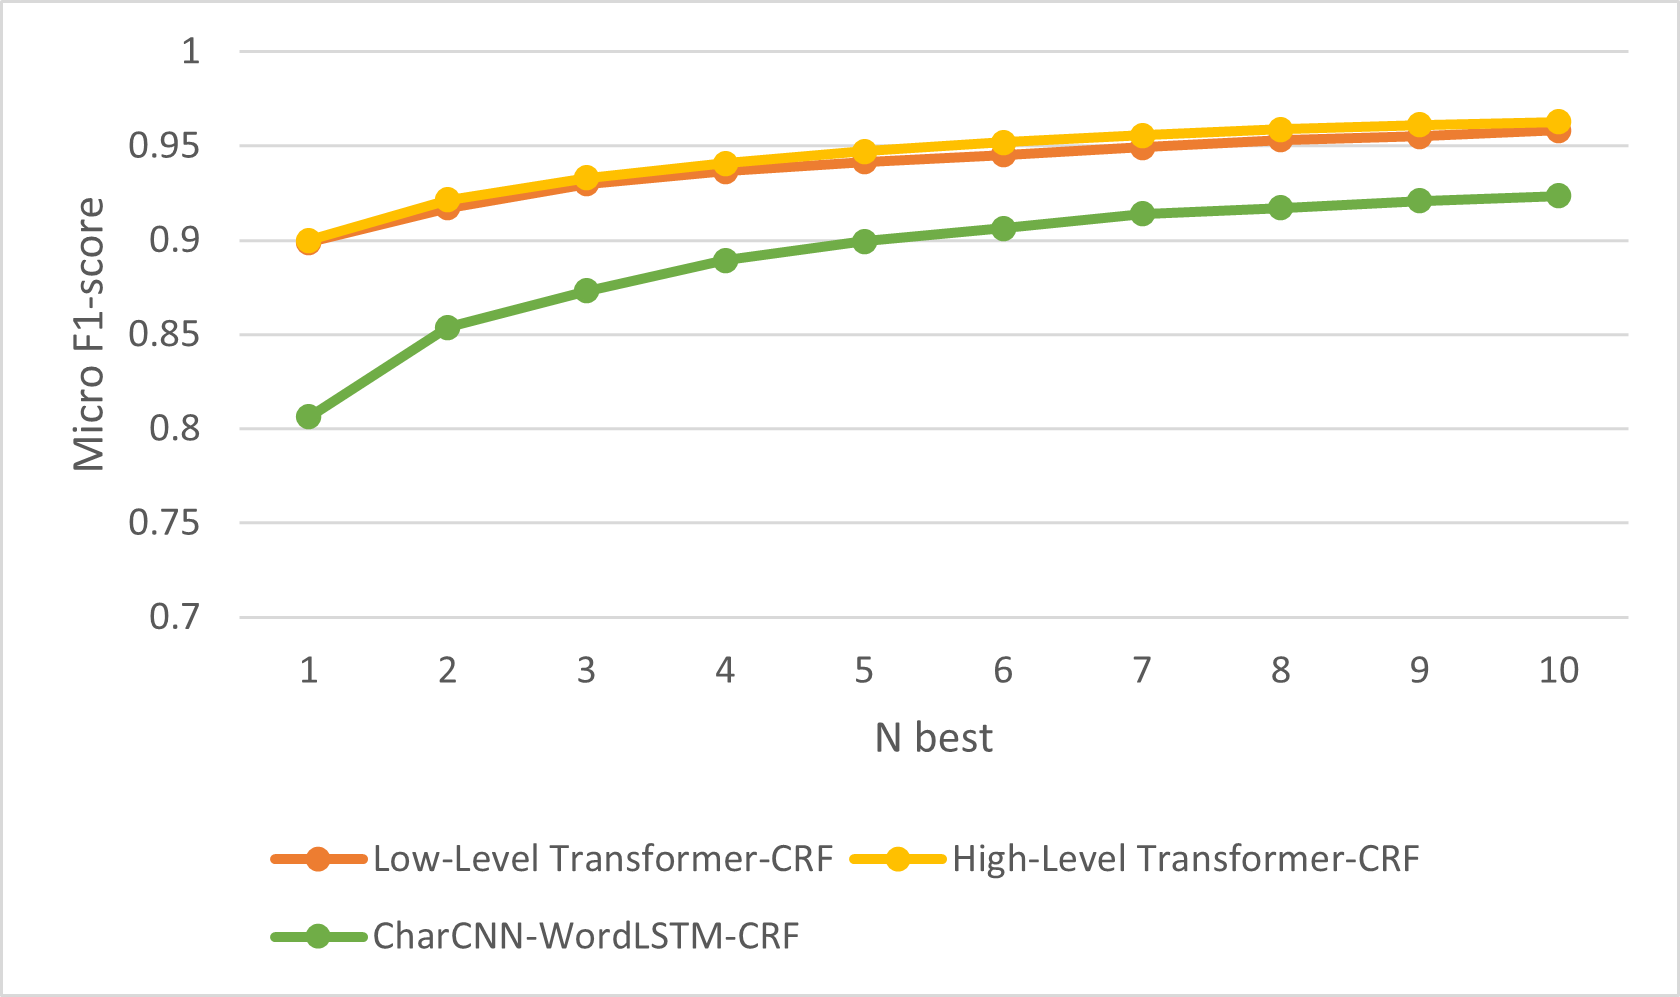 1
0.95
0.9
0.85
0.8
0.75
0.7
Micro F1-score
1 2 3 4 5 6 7 8 9 10
N best
Low-Level Transformer-CRF High-Level Transformer-CRF
CharCNN-WordLSTM-CRF